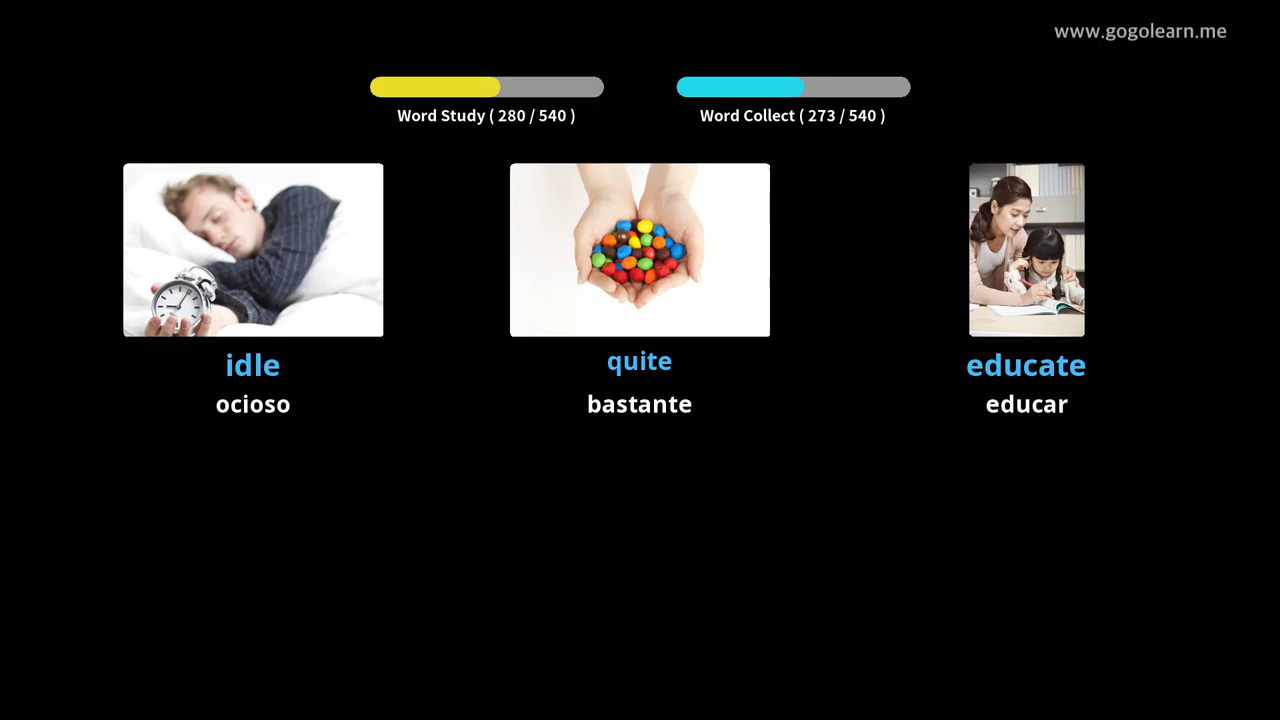 www.gogolearn.me
Word Study ( 280 / 540 )
Word Collect ( 273 / 540 )
idle
ocioso
quite
bastante
educate
educar